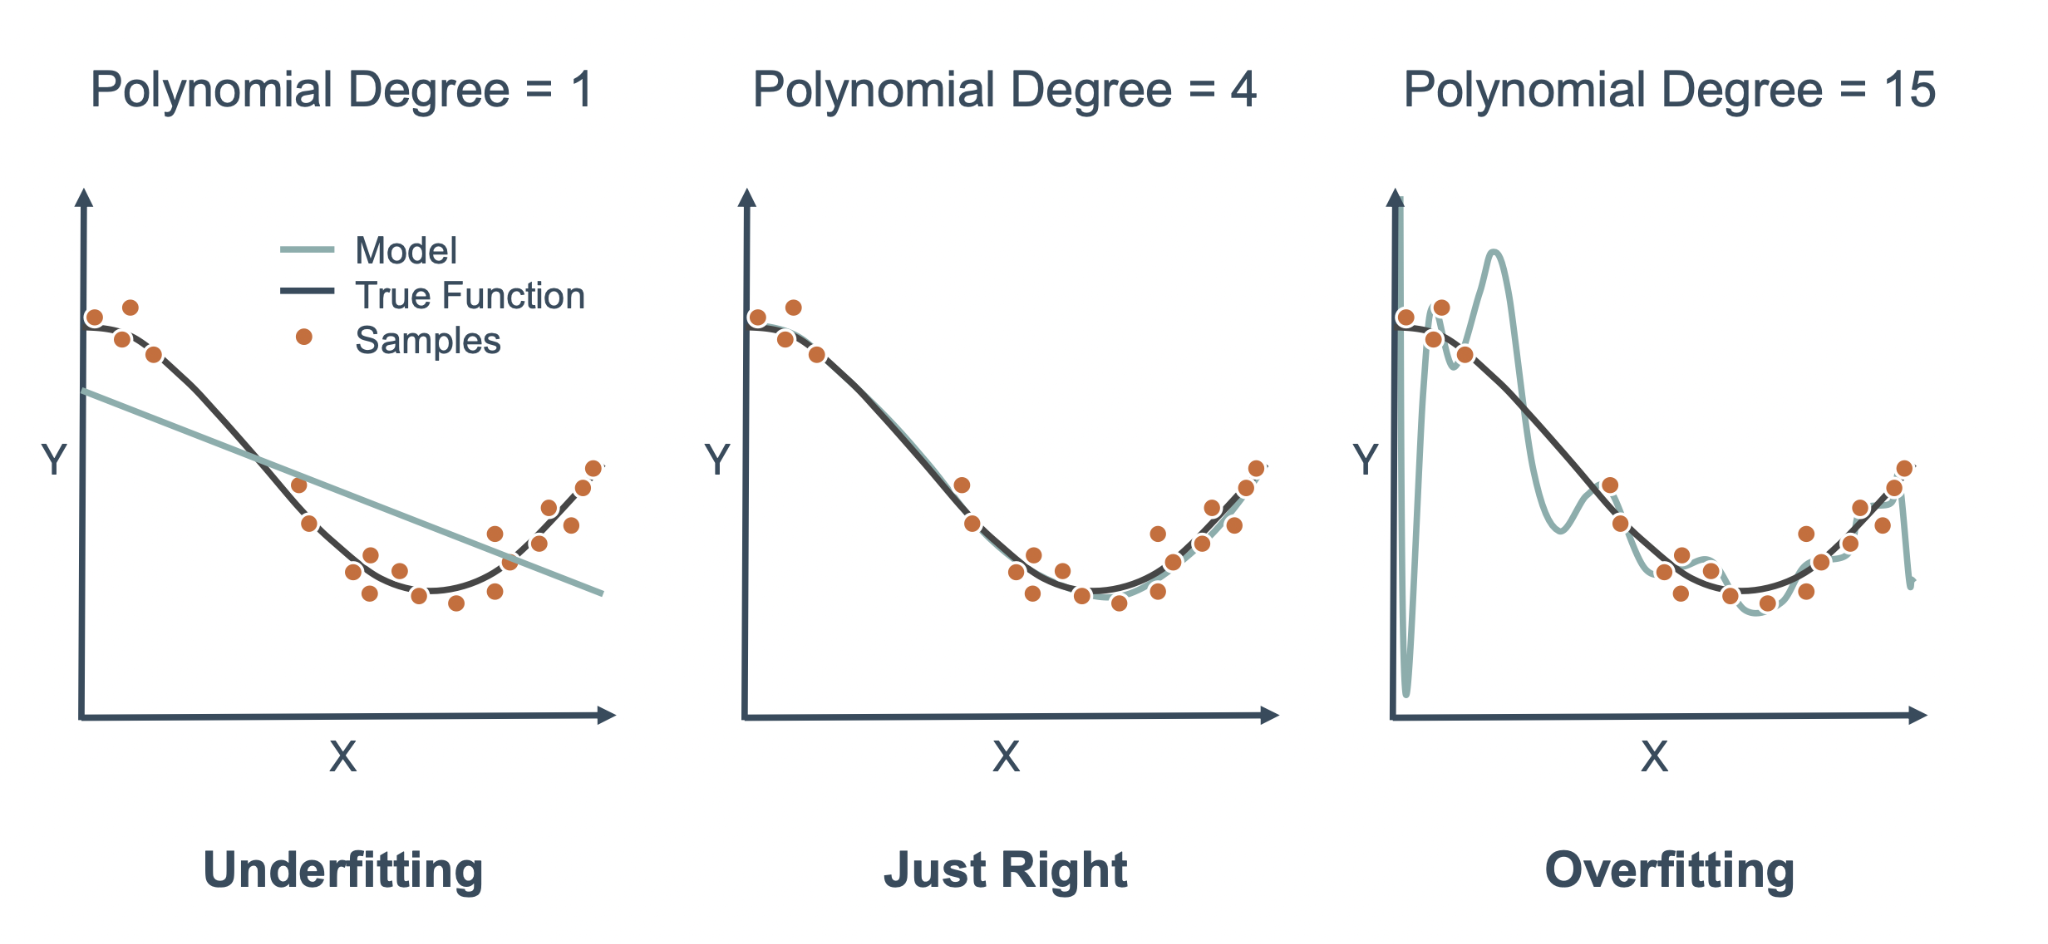 Polynomial Degree = 1
Polynomial Degree = 4
Polynomial Degree = 15
Model
True Function
Samples
Y
Y
Y
X
X
X
Underfitting
Just Right
Overfitting